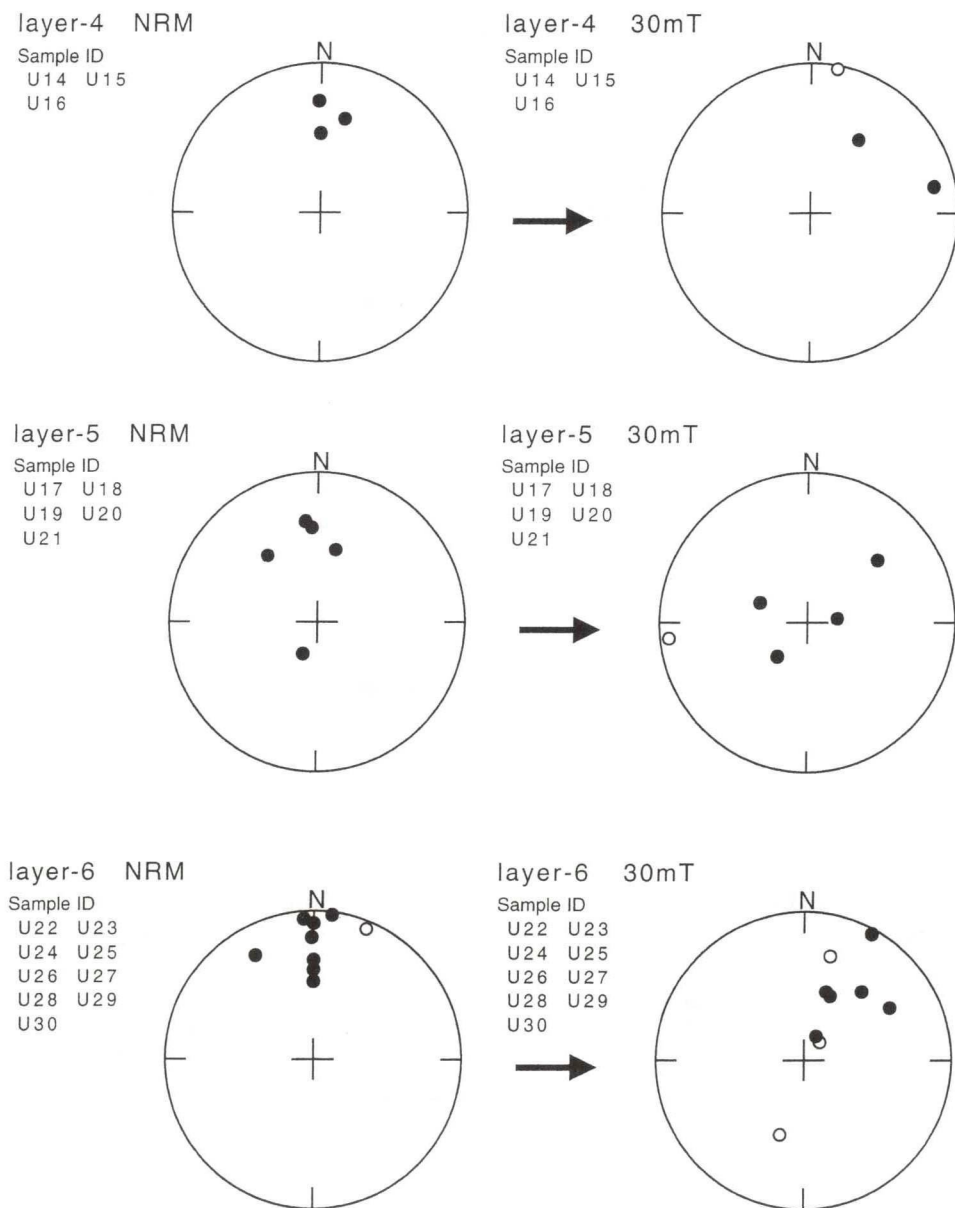 layer-4 NRM
Sample ID
U14 U15
U16
N
layer-4 30mT
Sample ID
U14 U15
U16
N
layer-5 NRM
Sample ID
U17 U18
U19 U20
U21
N
layer-5 30mT
Sample ID
U17 U18
U19 U20
U21
N
layer-6 NRM
Sample ID
U22 U23
U24 U25
U26 U27
U28 U29
U30
N
layer-6 30mT
Sample ID
U22 U23
U24 U25
U26 U27
U28 U29
U30
N